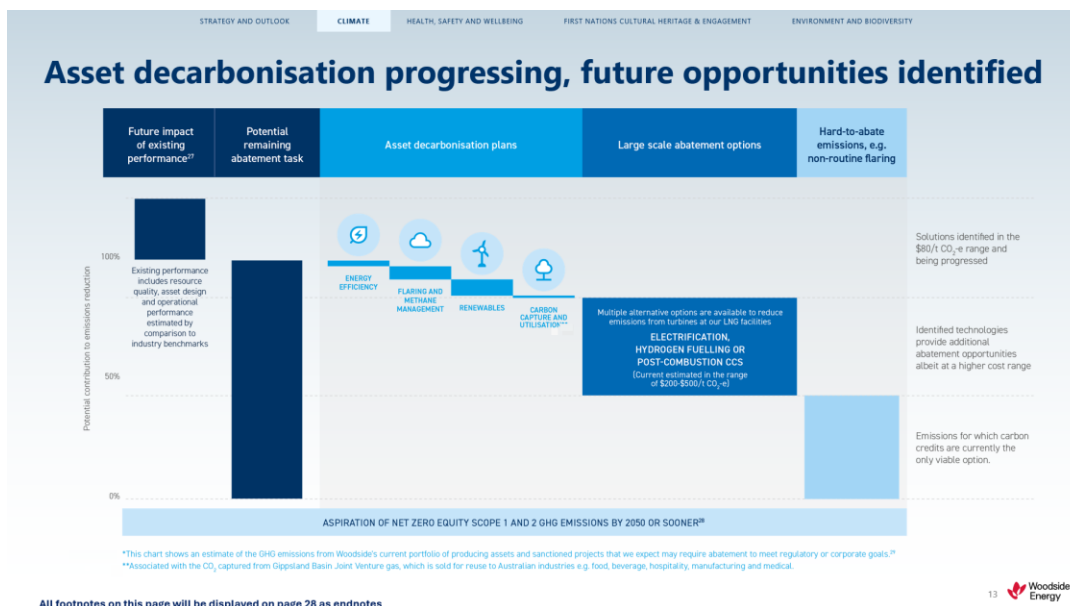 STRATEGY AND OUTLOOK
CLIMATE
HEALTH, SAFETY AND WELLBEING
FIRST NATIONS CULTURAL HERITAGE & ENGAGEMENT
ENVIRONMENT AND BIODIVERSITY
Asset decarbonisation progressing, future opportunities identified
Future impact
of existing
performance²⁷
Potential
remaining
abatement task
Asset decarbonisation plans
Large scale abatement options
Hard-to-abate
emissions, e.g.
non-routine flaring
Potential contribution to emissions reduction
100%
50%
0%
Existing performance
includes resource
quality, asset design
and operational
performance
estimated by
comparison to
industry benchmarks
ENERGY
EFFICIENCY
FLARING AND
METHANE
MANAGEMENT
RENEWABLES
CARBON
CAPTURE AND
UTILISATION**
Multiple alternative options are available to reduce
emissions from turbines at our LNG facilities
ELECTRIFICATION,
HYDROGEN FUELLING OR
POST-COMBUSTION CCS
(Current estimated in the range
of $200-$500/t CO₂-e)
Solutions identified in the
$80/t CO₂-e range and
being progressed
Identified technologies
provide additional
abatement opportunities
albeit at a higher cost range
Emissions for which carbon
credits are currently the
only viable option.
ASPIRATION OF NET ZERO EQUITY SCOPE 1 AND 2 GHG EMISSIONS BY 2050 OR SOONER²⁸
*This chart shows an estimate of the GHG emissions from Woodside's current portfolio of producing assets and sanctioned projects that we expect may require abatement to meet regulatory or corporate goals.²⁹
**Associated with the CO₂ captured from Gippsland Basin Joint Venture gas, which is sold for reuse to Australian industries e.g. food, beverage, hospitality, manufacturing and medical.
13
Woodside
Energy
All footnotes on this page will be displayed on page 28 as endnotes